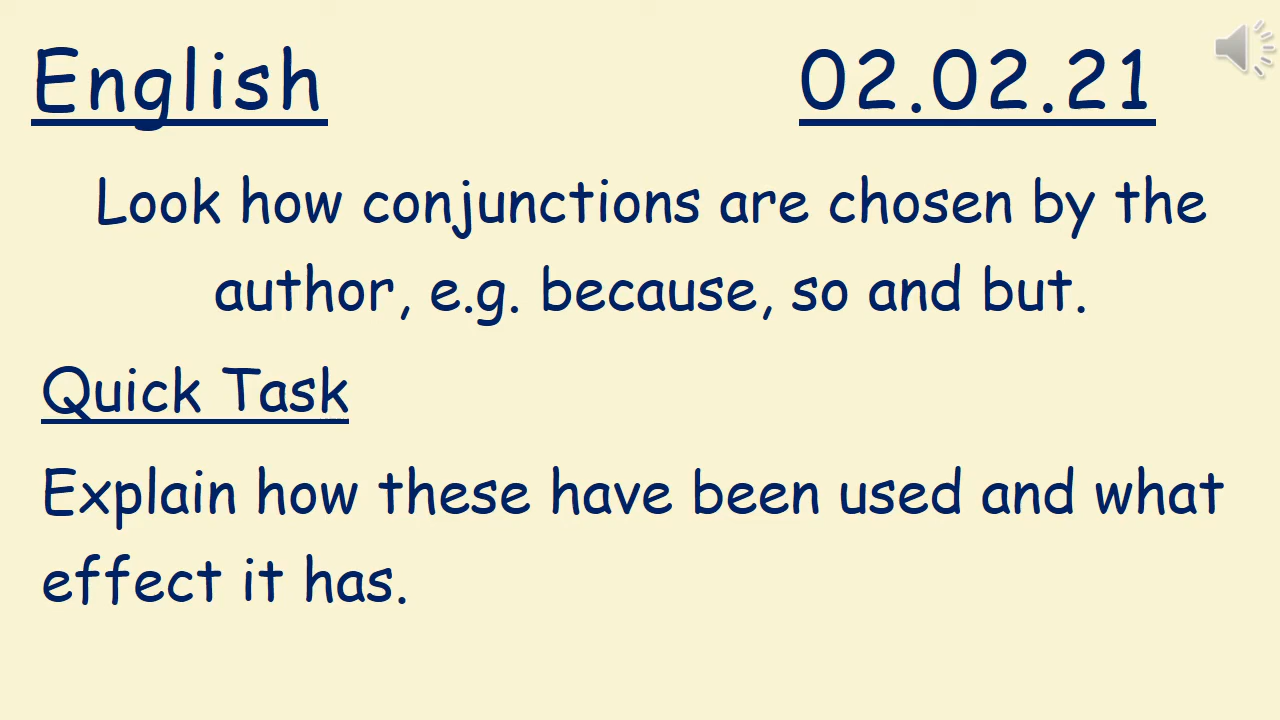 English 02.02.21
Look how conjunctions are chosen by the
author, e.g. because, so and but.
Quick Task
Explain how these have been used and what
effect it has.